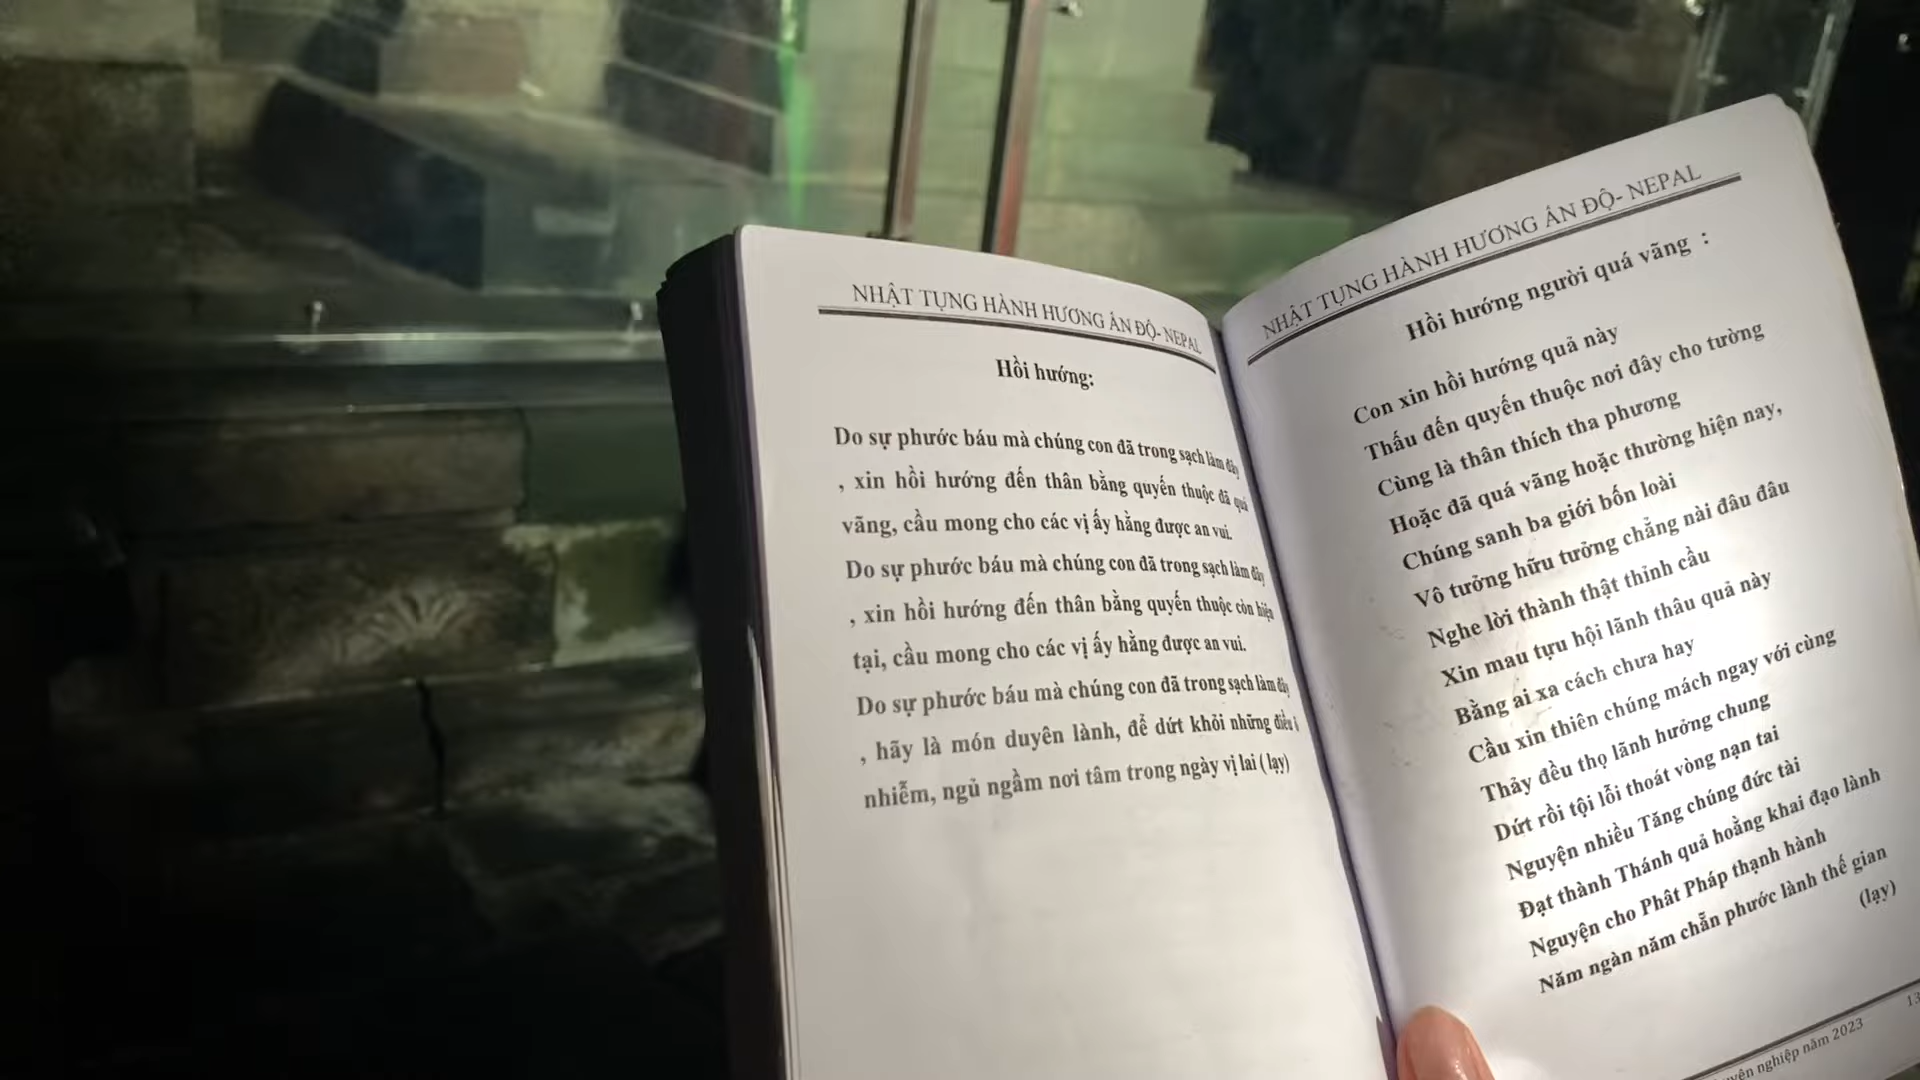 NHẬT TỤNG HÀNH HƯƠNG ẤN ĐỘ- NEPAL
Hồi hướng:
Do sự phước báu mà chúng con đã trong sạch làm đây
, xin hồi hướng đến thân bằng quyến thuộc đã quá
vãng, cầu mong cho các vị ấy hằng được an vui.
Do sự phước báu mà chúng con đã trong sạch làm đây
, xin hồi hướng đến thân bằng quyến thuộc còn hiện
tại, cầu mong cho các vị ấy hằng được an vui.
Do sự phước báu mà chúng con đã trong sạch làm đây
, hãy là món duyên lành, để dứt khỏi những điều
nhiễm, ngủ ngầm nơi tâm trong ngày vị lai (lạy)
NHẬT TỤNG HÀNH HƯƠNG ẤN ĐỘ- NEPAL
Hồi hướng người quá vãng :
Con xin hồi hướng quả này
Thấu đến quyến thuộc nơi đây cho tường
Cùng là thân thích tha phương
Hoặc đã quá vãng hoặc thường hiện nay,
Chúng sanh ba giới bốn loài
Vô tưởng hữu tưởng chẳng nài đâu đâu
Nghe lời thành thật thỉnh cầu
Xin mau tựu hội lãnh thâu quả này
Bằng ai xa cách chưa hay
Cầu xin thiên chúng mách ngay với cùng
Thảy đều thọ lãnh hưởng chung
Dứt rồi tội lỗi thoát vòng nạn tai
Nguyện nhiều Tăng chúng đức tài
Đạt thành Thánh quả hoằng khai đạo lành
Nguyện cho Phât Pháp thạnh hành
Năm ngàn năm chẵn phước lành thế gian
(lạy)
nghiệp năm 2023